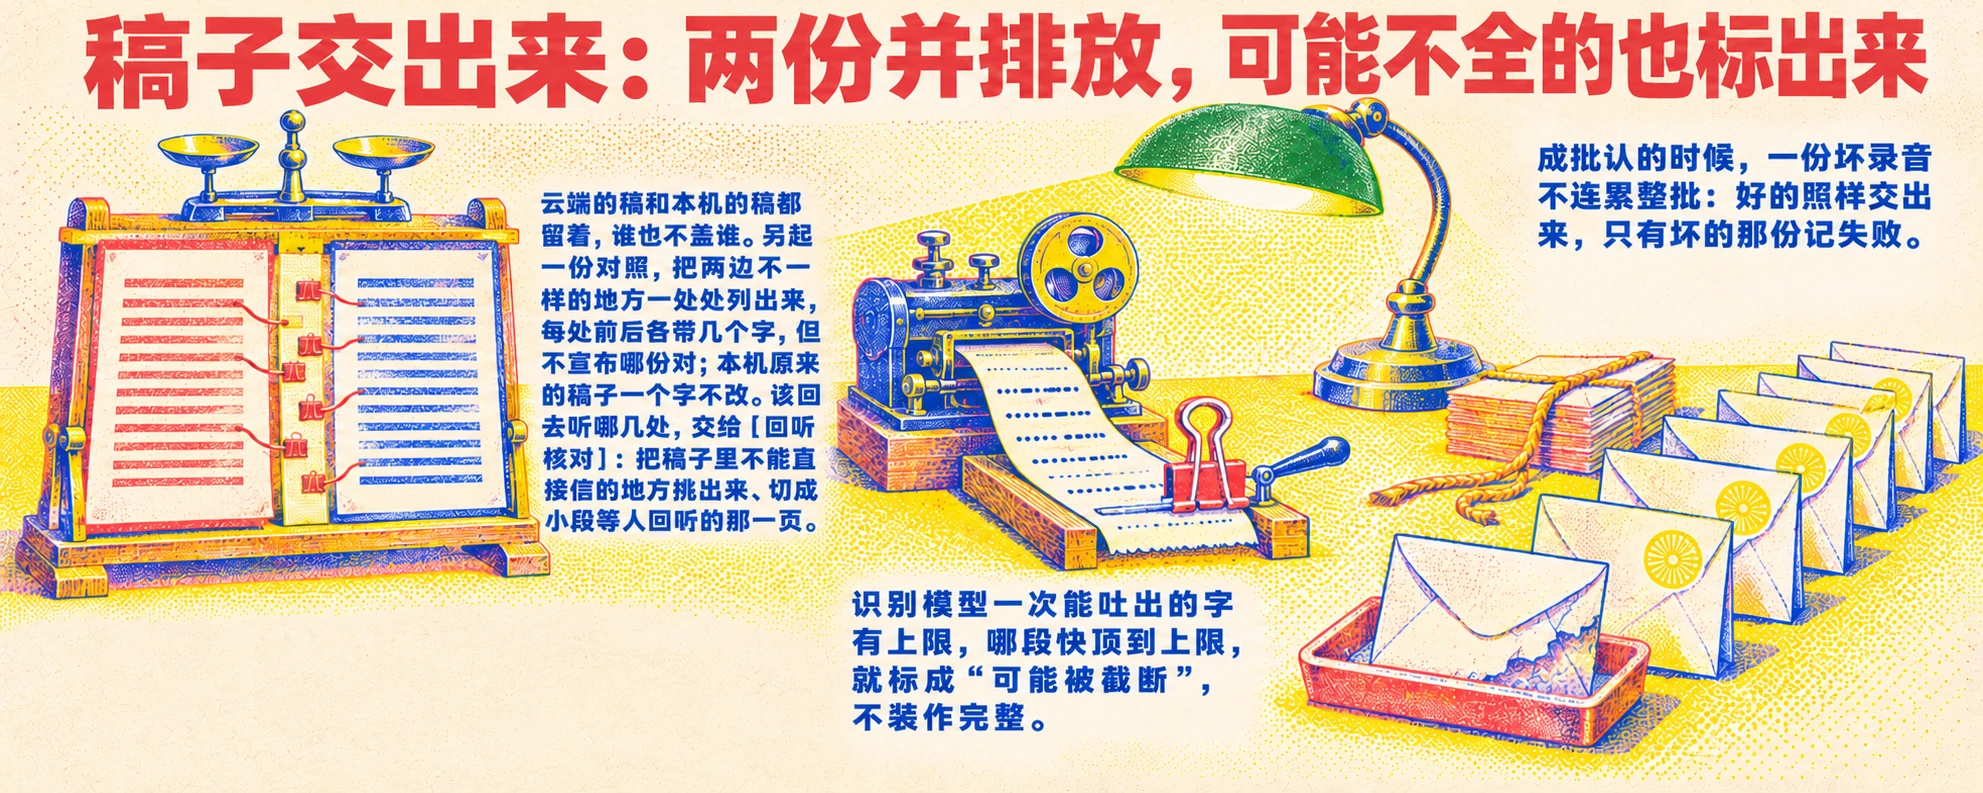 稿子交出来：两份并排放，可能不全的也标出来
云端的稿和本机的稿都
留着，谁也不盖谁。另起
一份对照，把两边不一
样的地方一处处列出来，
每处前后各带几个字，但
不宣布哪份对；本机原来
的稿子一个字不改。该回
去听哪几处，交给［回听
核对］：把稿子里不能直
接信的地方挑出来、切成
小段等人回听的那一页。
识别模型一次能吐出的字
有上限，哪段快顶到上限，
就标成“可能被截断”，
不装作完整。
成批认的时候，一份坏录音
不连累整批：好的照样交出
来，只有坏的那份记失败。